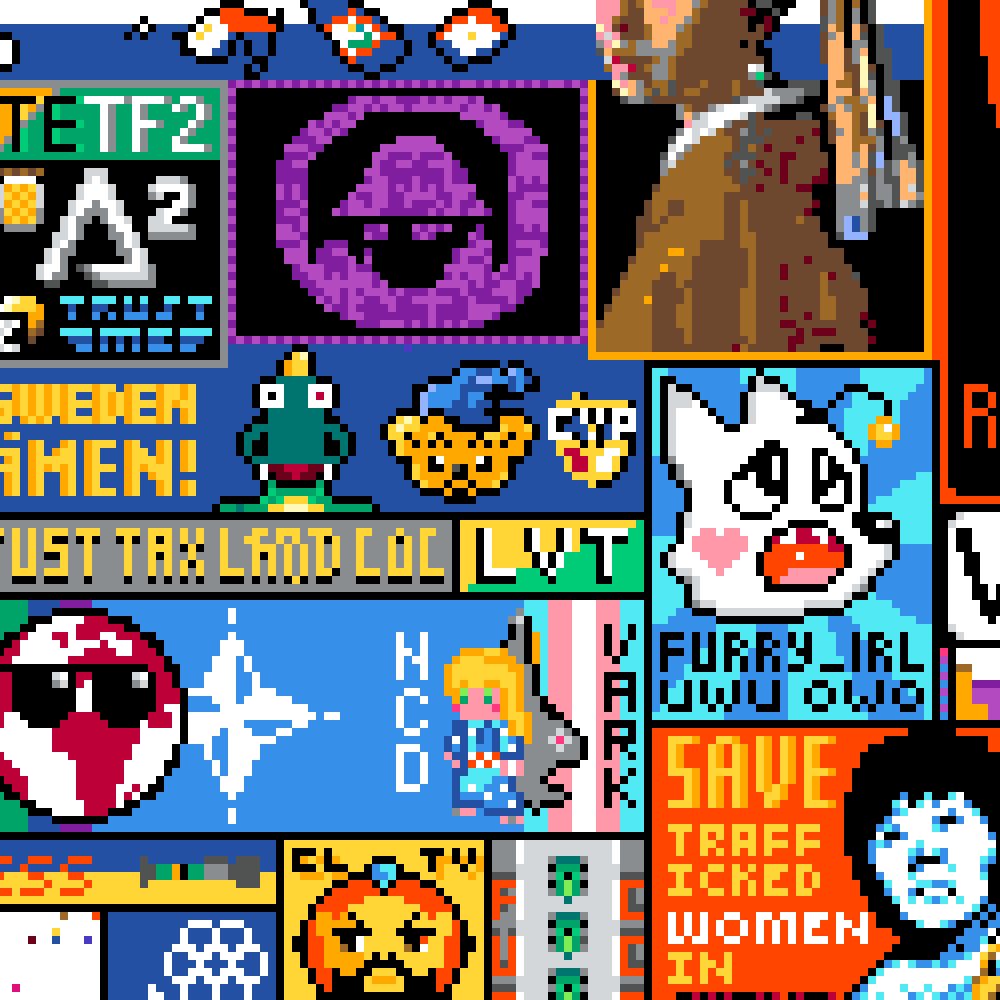 TETF2
2
TRUST
SWEDEN
ÄMEN!
R
UST TAX LAND LOL
LVT
FURRY_IRL
UWU OWO
NCD
VARK
SAVE
TRAFF
ICKED
WOMEN
IN
SS
CL TV